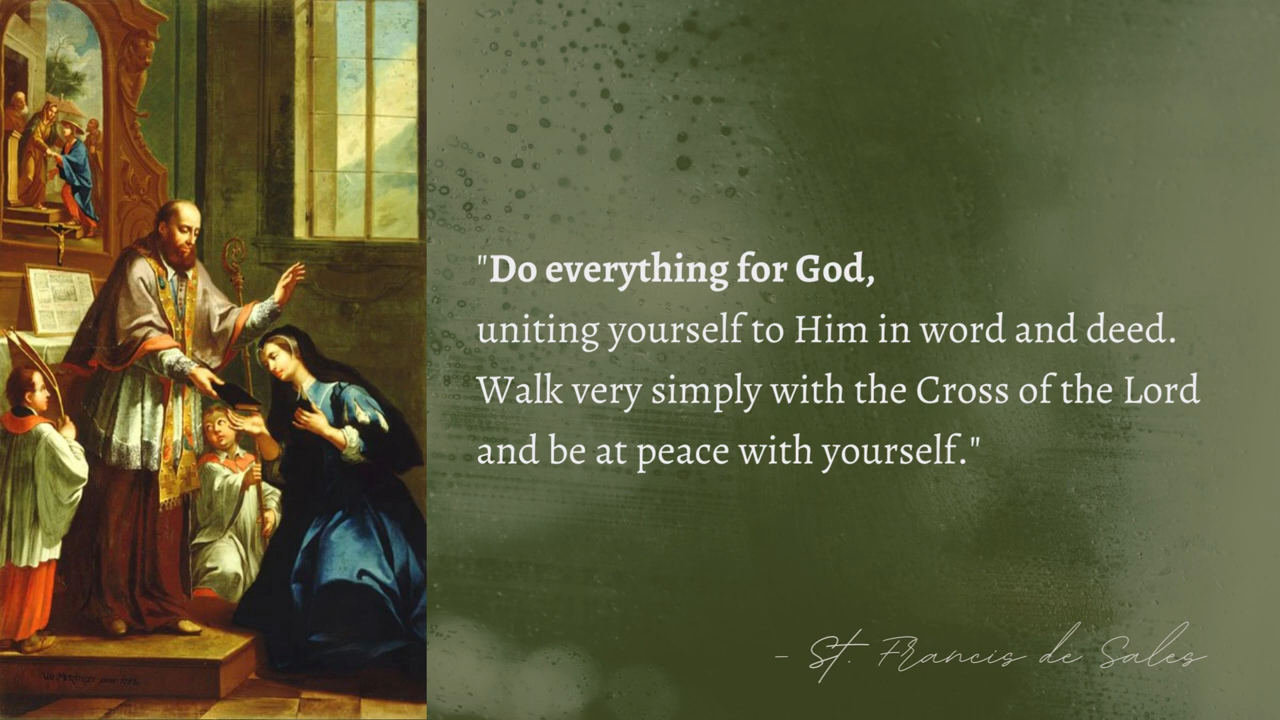 "Do everything for God,
uniting yourself to Him in word and deed.
Walk very simply with the Cross of the Lord
and be at peace with yourself."
- St. Francis de Sales